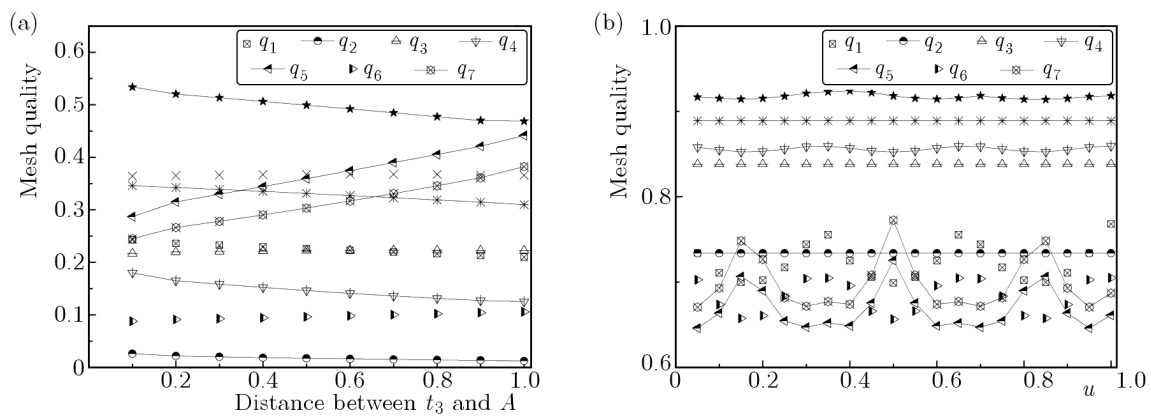 (a)
0.6
0.5
0.4
0.3
0.2
0.1
0
Mesh quality
q1 q2 q3 q4
q5 q6 q7
0.2 0.4 0.6 0.8 1.0
Distance between t3 and A
(b)
1.0
0.8
0.6
Mesh quality
q1 q2 q3 q4
q5 q6 q7
0 0.2 0.4 0.6 0.8 1.0
u